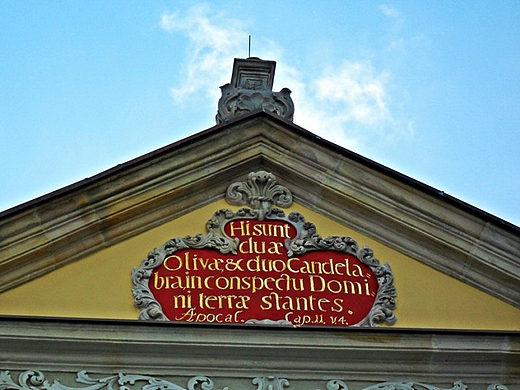 Hi sunt
duæ
Olivæ & duo Candela
bra in conspectu Domi
ni terræ stantes.
Apocal. Cap. 11. v. 4.